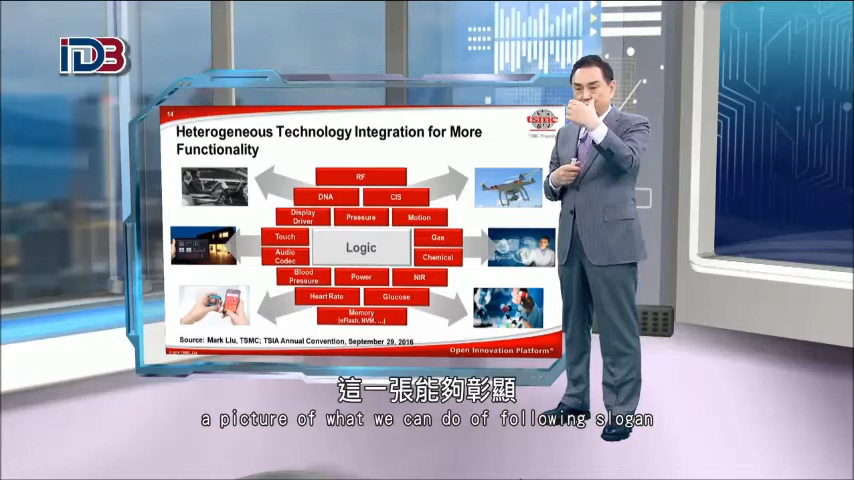 IDB
14
Heterogeneous Technology Integration for More
Functionality
tsmc
RF
DNA
CIS
Display
Driver
Pressure
Motion
Touch
Gas
Logic
Audio
Codec
Chemical
Blood
Pressure
Power
NIR
Heart Rate
Glucose
Memory
(eFlash, NVM, ...)
Source: Mark Liu, TSMC; TSIA Annual Convention, September 29, 2016
Open Innovation Platform®
這一張能夠彰顯
a picture of what we can do of following slogan